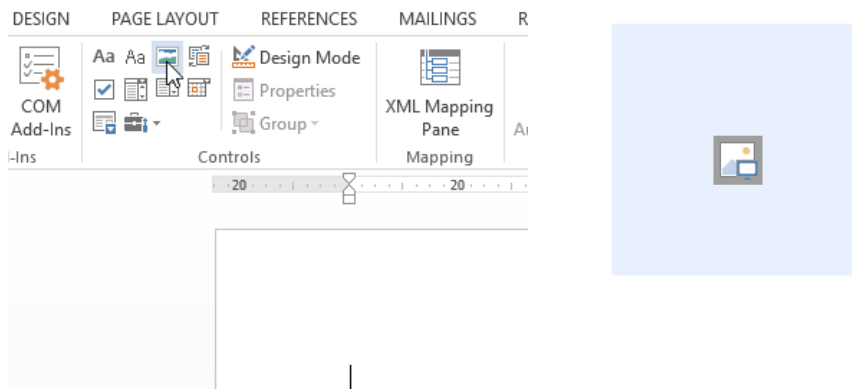 DESIGN PAGE LAYOUT REFERENCES MAILINGS R
Aa Aa Design Mode
Properties
Group
COM
Add-Ins
XML Mapping
Pane
Au
l-Ins Controls Mapping
20 20